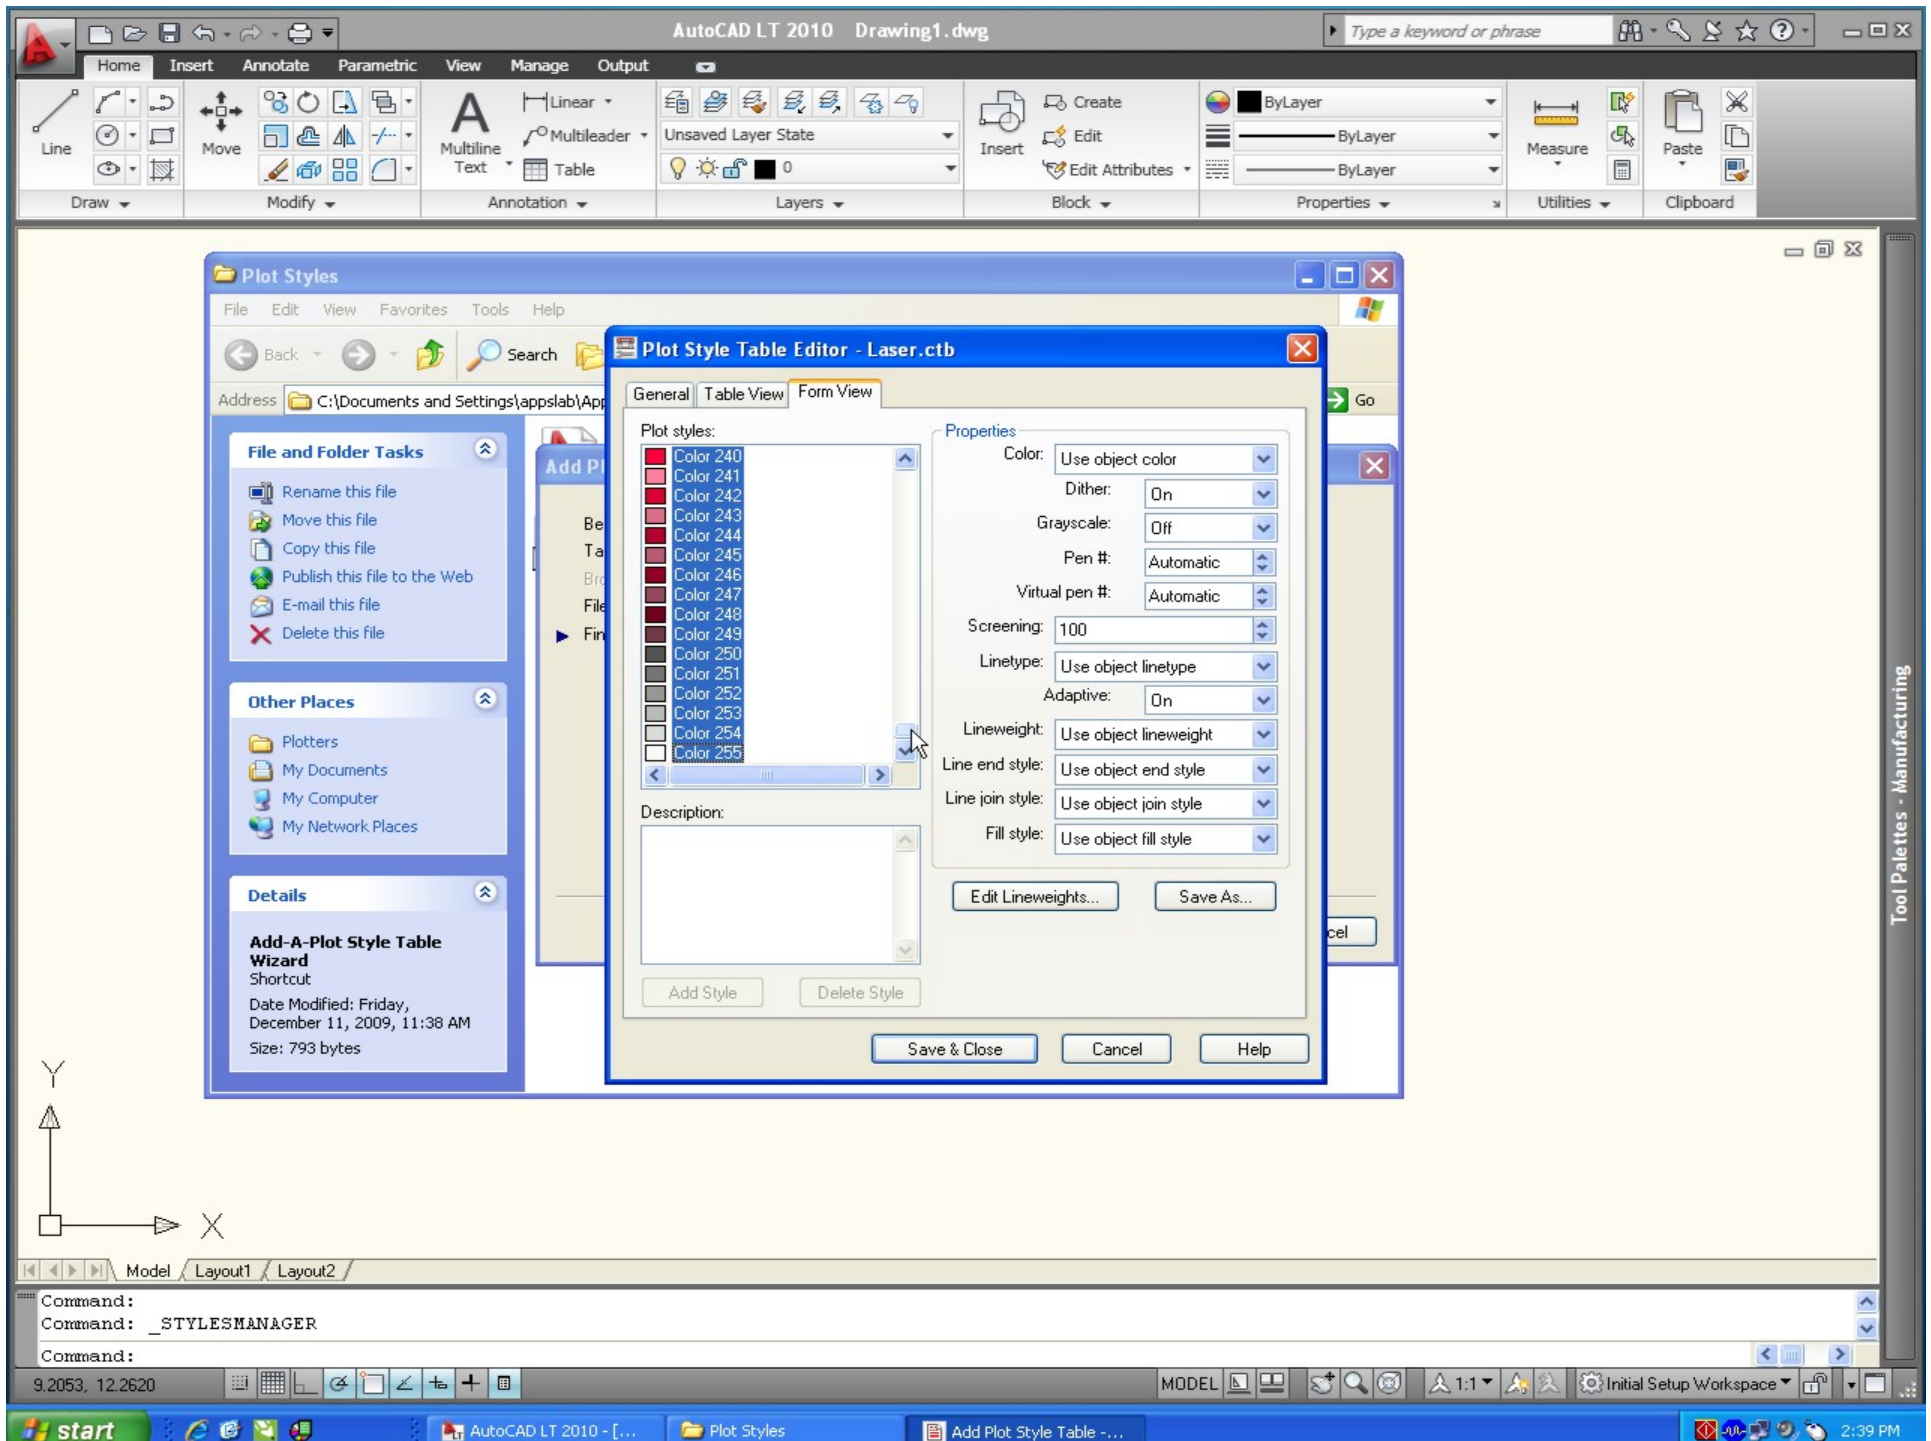 AutoCAD LT 2010 Drawing1.dwg
Type a keyword or phrase
Home Insert Annotate Parametric View Manage Output
Line
Move
Multiline
Text
Linear
Multileader
Table
Unsaved Layer State
0
Insert
Create
Edit
Edit Attributes
ByLayer
ByLayer
ByLayer
Measure
Paste
Draw
Modify
Annotation
Layers
Block
Properties
Utilities
Clipboard
Plot Styles
File Edit View Favorites Tools Help
Back
Search
Address C:\Documents and Settings\appslab\App
Go
File and Folder Tasks
Rename this file
Move this file
Copy this file
Publish this file to the Web
E-mail this file
Delete this file
Other Places
Plotters
My Documents
My Computer
My Network Places
Details
Add-A-Plot Style Table
Wizard
Shortcut
Date Modified: Friday,
December 11, 2009, 11:38 AM
Size: 793 bytes
Add Pl
Be
Ta
Bro
File
Fin
cel
Plot Style Table Editor - Laser.ctb
General Table View Form View
Plot styles:
Color 240
Color 241
Color 242
Color 243
Color 244
Color 245
Color 246
Color 247
Color 248
Color 249
Color 250
Color 251
Color 252
Color 253
Color 254
Color 255
Description:
Add Style Delete Style
Properties
Color: Use object color
Dither: On
Grayscale: Off
Pen #: Automatic
Virtual pen #: Automatic
Screening: 100
Linetype: Use object linetype
Adaptive: On
Lineweight: Use object lineweight
Line end style: Use object end style
Line join style: Use object join style
Fill style: Use object fill style
Edit Lineweights... Save As...
Save & Close Cancel Help
Tool Palettes - Manufacturing
Y
X
Model Layout1 Layout2
Command:
Command: _STYLESMANAGER
Command:
9.2053, 12.2620
MODEL
1:1
Initial Setup Workspace
start
AutoCAD LT 2010 - [...
Plot Styles
Add Plot Style Table -...
2:39 PM